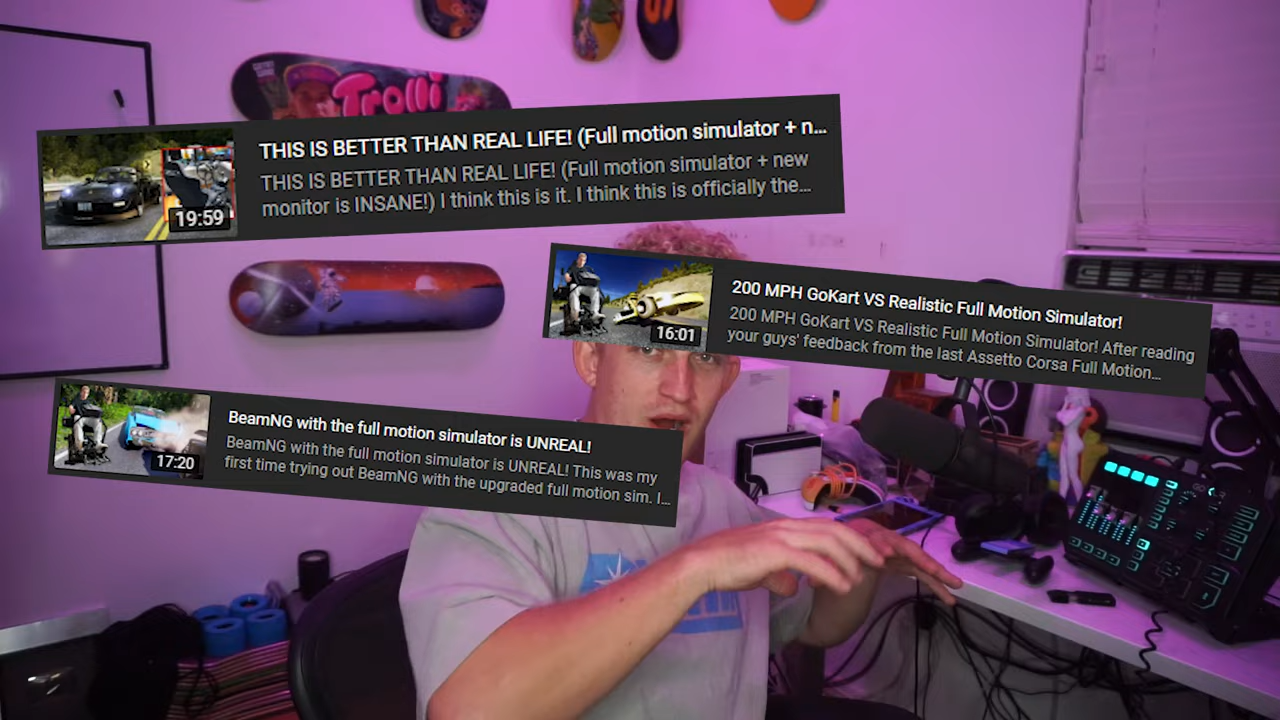 Trolli
THIS IS BETTER THAN REAL LIFE! (Full motion simulator + n...
THIS IS BETTER THAN REAL LIFE! (Full motion simulator + new
monitor is INSANE!) I think this is it. I think this is officially the...
19:59
200 MPH GoKart VS Realistic Full Motion Simulator!
200 MPH GoKart VS Realistic Full Motion Simulator! After reading
your guys' feedback from the last Assetto Corsa Full Motion...
16:01
BeamNG with the full motion simulator is UNREAL!
BeamNG with the full motion simulator is UNREAL! This was my
first time trying out BeamNG with the upgraded full motion sim. I...
17:20